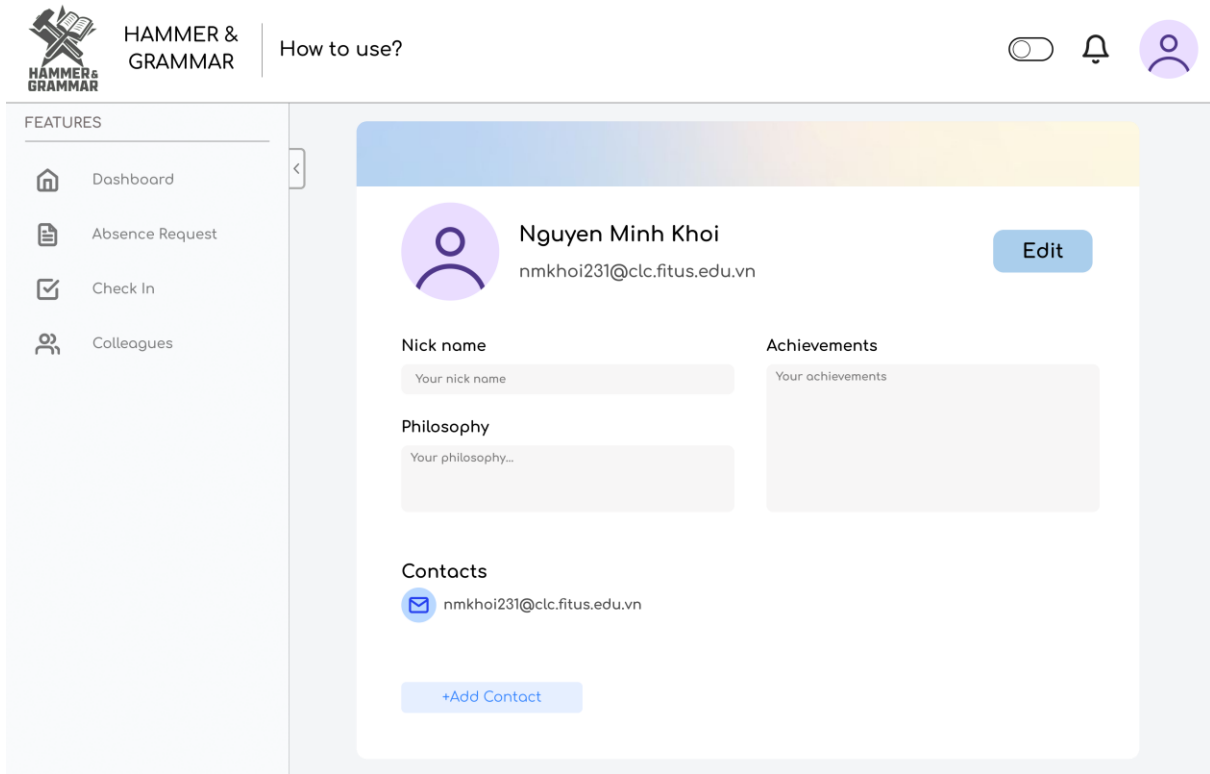 HAMMER &
GRAMMAR
HAMMER &
GRAMMAR
How to use?
FEATURES
Dashboard
Absence Request
Check In
Colleagues
Nguyen Minh Khoi
nmkhoi231@clc.fitus.edu.vn
Edit
Nick name
Your nick name
Philosophy
Your philosophy...
Achievements
Your achievements
Contacts
nmkhoi231@clc.fitus.edu.vn
+Add Contact